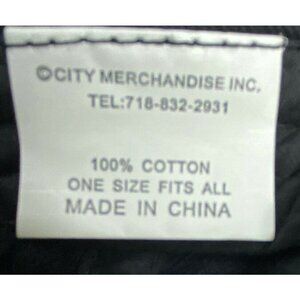 ©CITY MERCHANDISE INC.
TEL:718-832-2931
100% COTTON
ONE SIZE FITS ALL
MADE IN CHINA